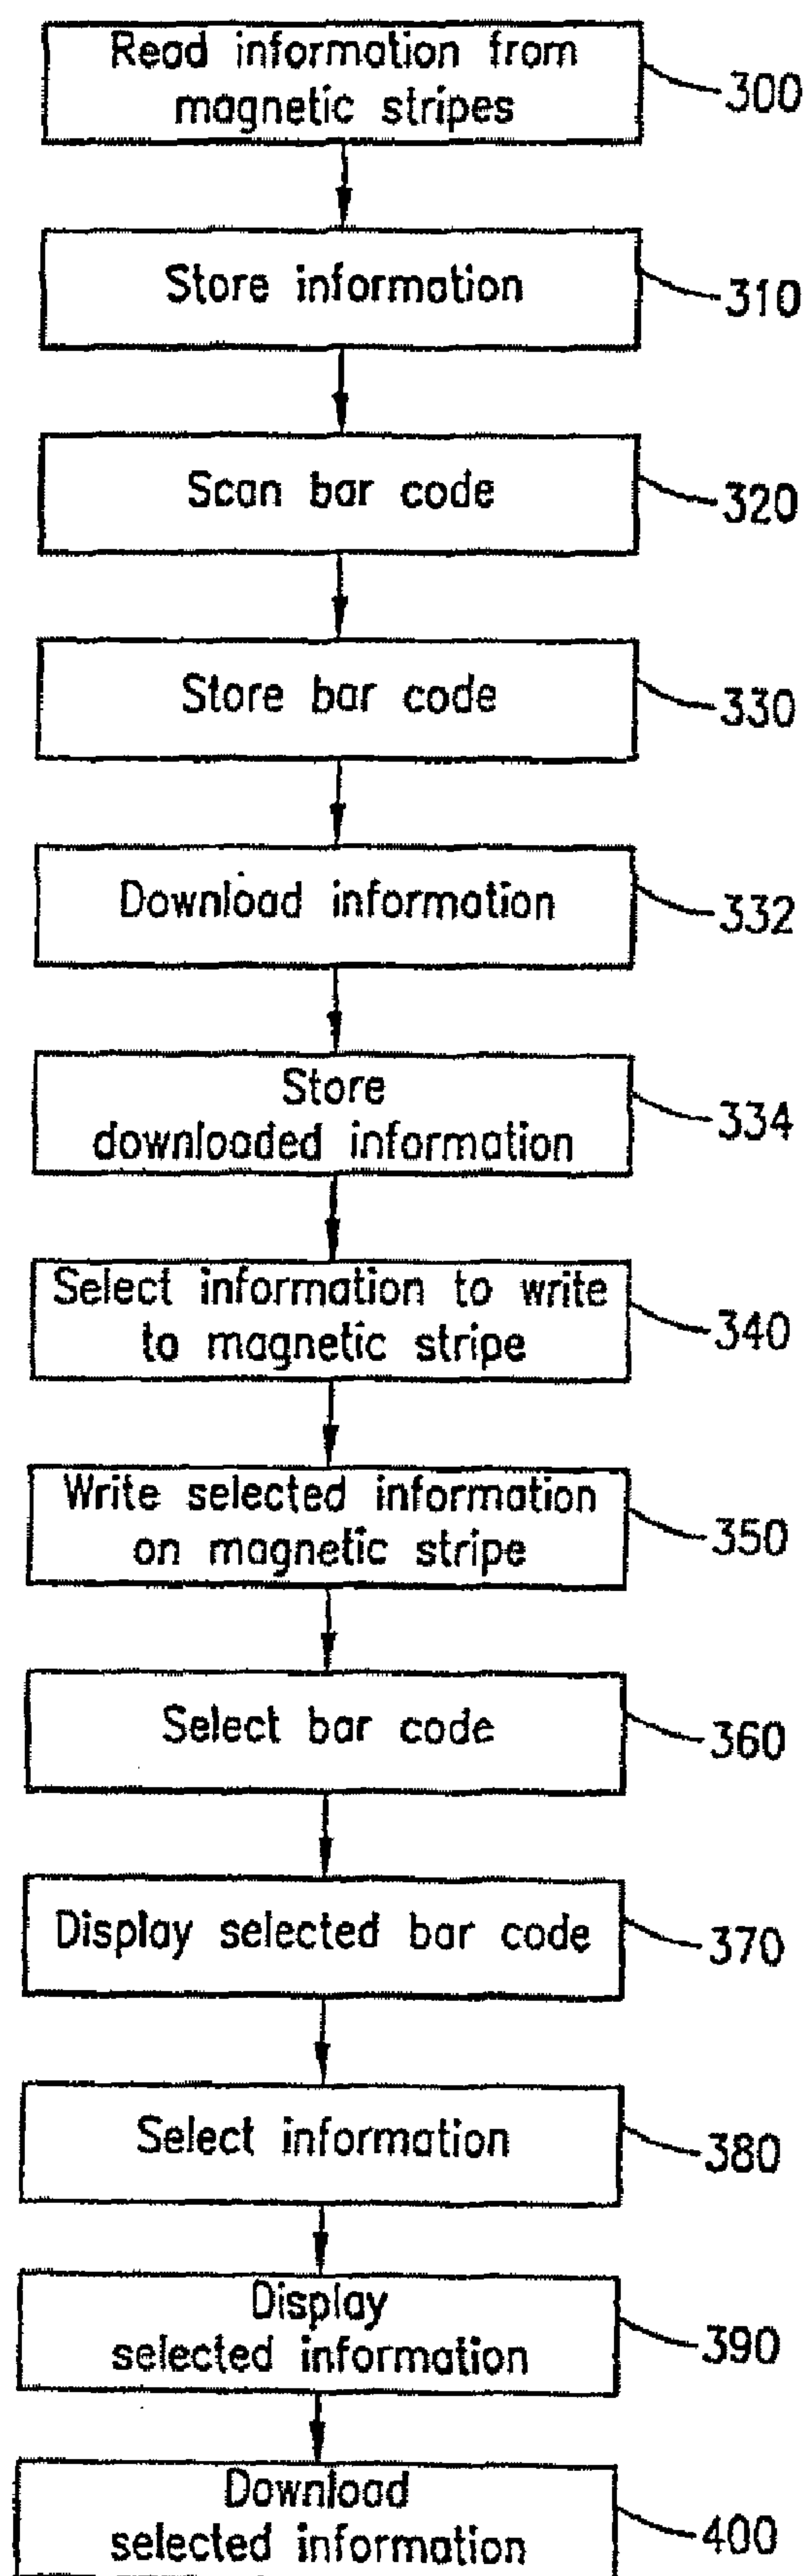 Read information from
magnetic stripes
300
Store information
310
Scan bar code
320
Store bar code
330
Download information
332
Store
downloaded information
334
Select information to write
to magnetic stripe
340
Write selected information
on magnetic stripe
350
Select bar code
360
Display selected bar code
370
Select information
380
Display
selected information
390
Download
selected information
400